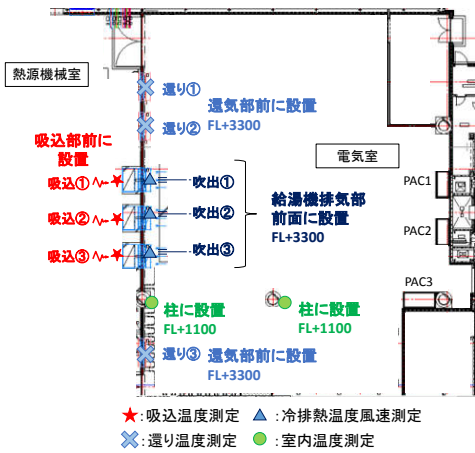 熱源機械室
還り①
還気部前に設置
FL+3300
還り②
吸込部前に
設置
電気室
吸込①
吹出①
PAC1
給湯機排気部
前面に設置
FL+3300
吸込②
吹出②
PAC2
吸込③
吹出③
PAC3
柱に設置
FL+1100
柱に設置
FL+1100
還り③
還気部前に設置
FL+3300
★:吸込温度測定
▲:冷排熱温度風速測定
:還り温度測定
●:室内温度測定